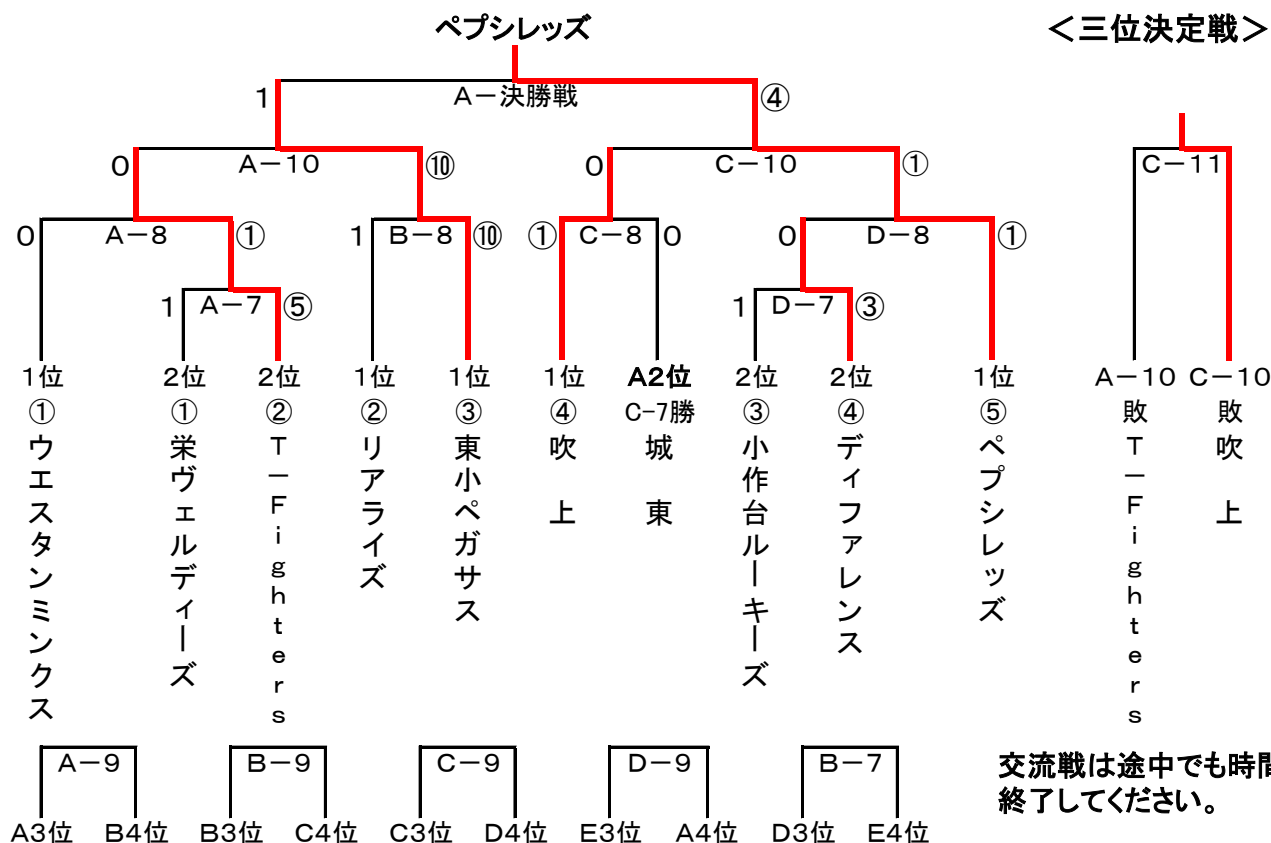 ペプシレッズ
＜三位決定戦＞
1 A－決勝戦 ④
0 A－10 ⑩ 0 C－10 ① C－11
0 A－8 ① 1 B－8 ⑩ ① C－8 0 0 D－8 ①
1 A－7 ⑤ 1 D－7 ③
1位 2位 2位 1位 1位 1位 A2位 2位 2位 1位 A－10 C－10
① ① ② ② ③ ④ C−7勝 ③ ④ ⑤ 敗 敗
ウエスタンミンクス
栄ヴェルディーズ
T－Fighters
リアライズ
東小ペガサス
吹上
城東
小作台ルーキーズ
ディファレンス
ペプシレッズ
T－Fighters
吹上
A－9 B－9 C－9 D－9 B－7
A3位 B4位 B3位 C4位 C3位 D4位 E3位 A4位 D3位 E4位
交流戦は途中でも時間
終了してください。